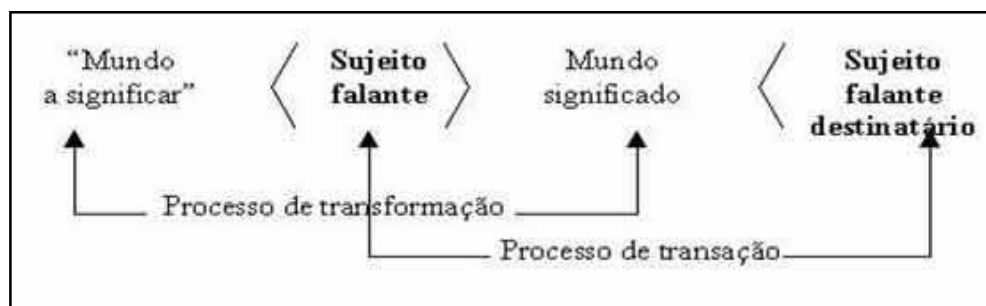 “Mundo
a significar”
Sujeito
falante
Mundo
significado
Sujeito
falante
destinatário
Processo de transformação
Processo de transação